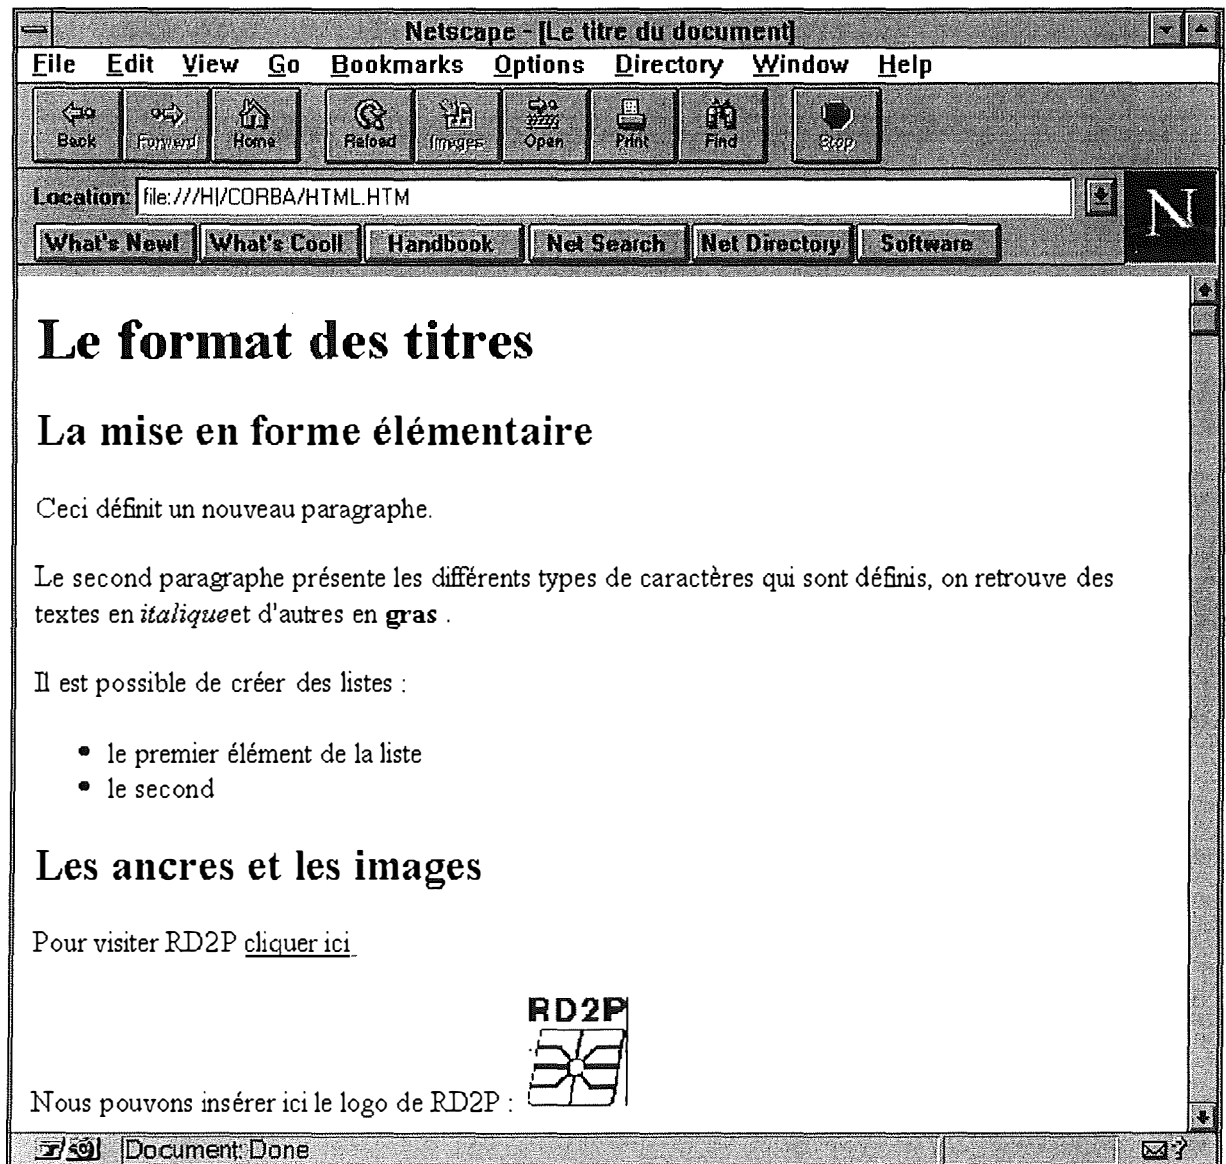 Netscape - [Le titre du document]
File Edit View Go Bookmarks Options Directory Window Help
Back Forward Home Reload Images Open Print Find Stop
Location: file:///H|/CORBA/HTML.HTM
N
What's New! What's Cool! Handbook Net Search Net Directory Software
Le format des titres
La mise en forme élémentaire
Ceci définit un nouveau paragraphe.
Le second paragraphe présente les différents types de caractères qui sont définis, on retrouve des
textes en italiqueet d'autres en gras .
Il est possible de créer des listes :
• le premier élément de la liste
• le second
Les ancres et les images
Pour visiter RD2P cliquer ici
RD2P
Nous pouvons insérer ici le logo de RD2P :
Document: Done
?